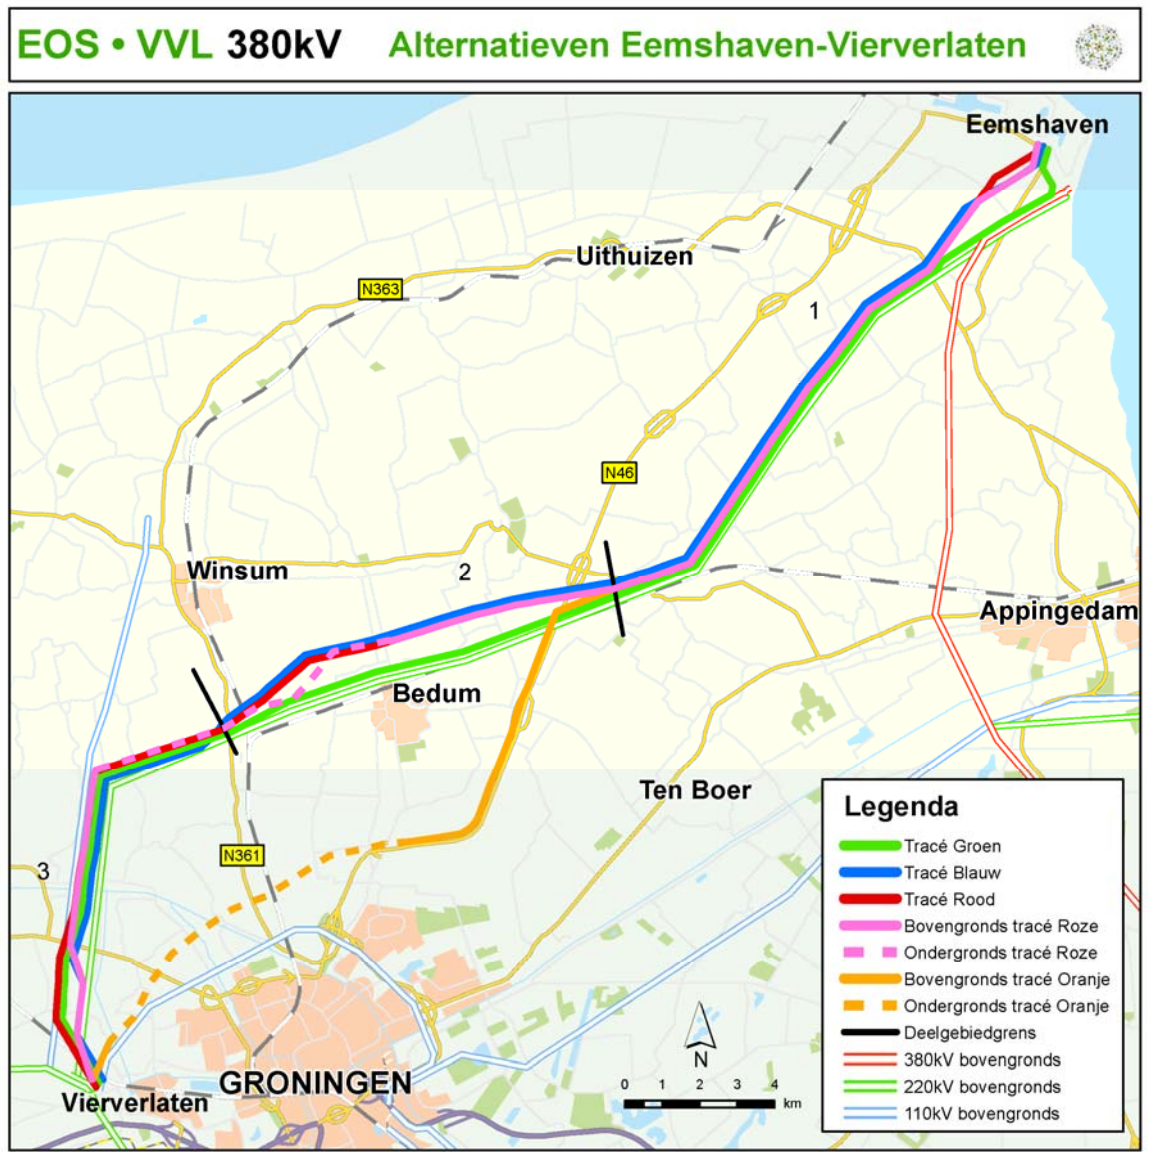 EOS • VVL 380kV Alternatieven Eemshaven-Vierverlaten
Eemshaven
Uithuizen
N363
1
N46
Winsum
2
Appingedam
Bedum
Ten Boer
N361
3
GRONINGEN
Vierverlaten
N
0 1 2 3 4
km
Legenda
Tracé Groen
Tracé Blauw
Tracé Rood
Bovengronds tracé Roze
Ondergronds tracé Roze
Bovengronds tracé Oranje
Ondergronds tracé Oranje
Deelgebiedgrens
380kV bovengronds
220kV bovengronds
110kV bovengronds